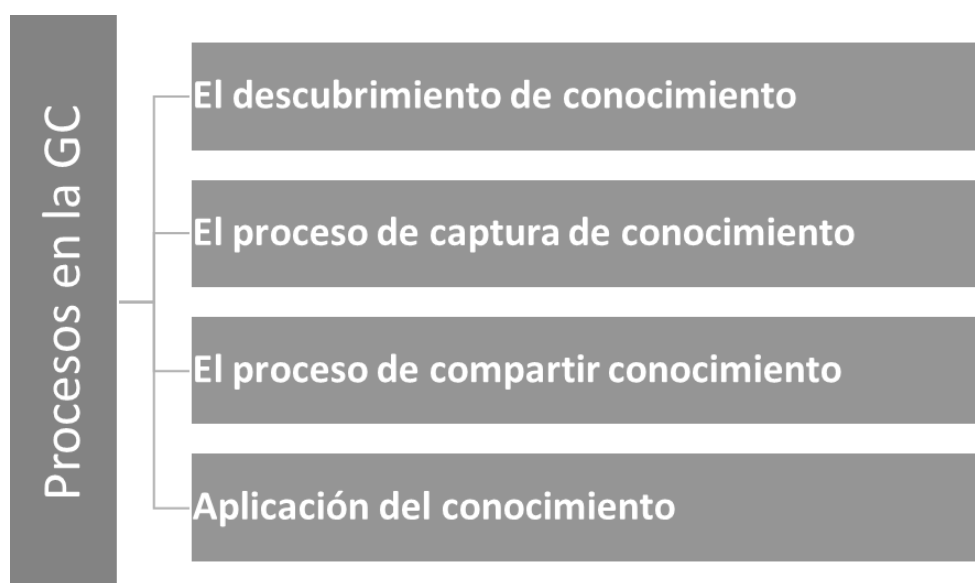 Procesos en la GC
El descubrimiento de conocimiento
El proceso de captura de conocimiento
El proceso de compartir conocimiento
Aplicación del conocimiento